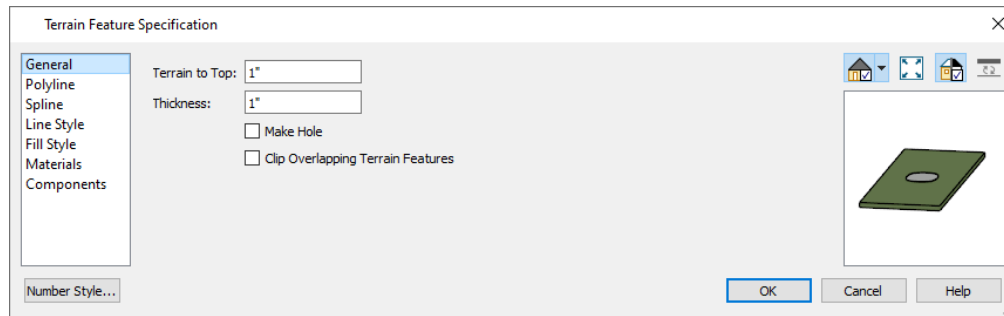 Terrain Feature Specification
General
Polyline
Spline
Line Style
Fill Style
Materials
Components
Terrain to Top: 1"
Thickness: 1"
Make Hole
Clip Overlapping Terrain Features
Number Style...
OK
Cancel
Help